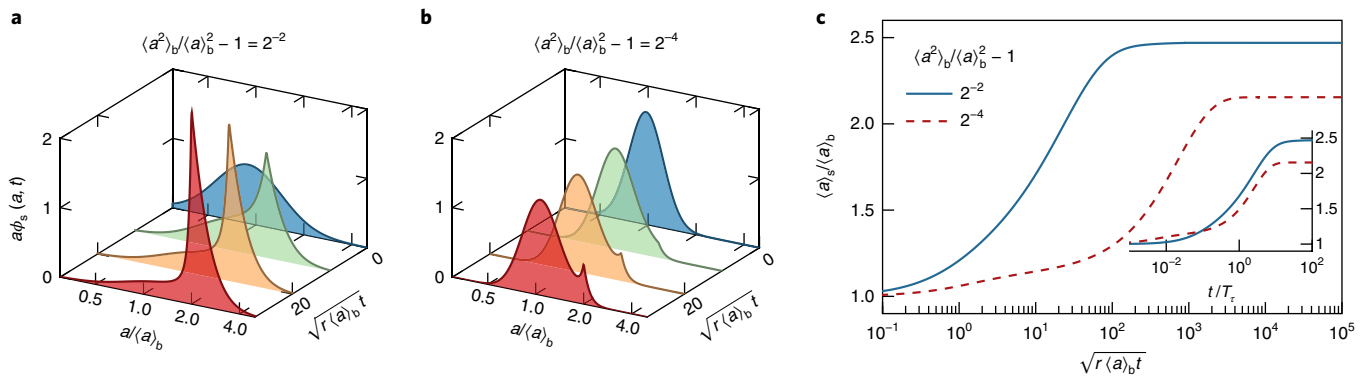 a
⟨a²⟩b/⟨a⟩b² − 1 = 2⁻²
2
1
0
aϕs (a, t)
0.5
1.0
2.0
4.0
a/⟨a⟩b
0
20
√r⟨a⟩b t
b
⟨a²⟩b/⟨a⟩b² − 1 = 2⁻⁴
2
1
0
0.5
1.0
2.0
4.0
a/⟨a⟩b
0
20
√r⟨a⟩b t
c
2.5
2.0
1.5
1.0
⟨a⟩s/⟨a⟩b
⟨a²⟩b/⟨a⟩b² − 1
2⁻²
2⁻⁴
2.5
2
1.5
1
10⁻² 10⁰ 10²
t/Tτ
10⁻¹ 10⁰ 10¹ 10² 10³ 10⁴ 10⁵
√r⟨a⟩b t